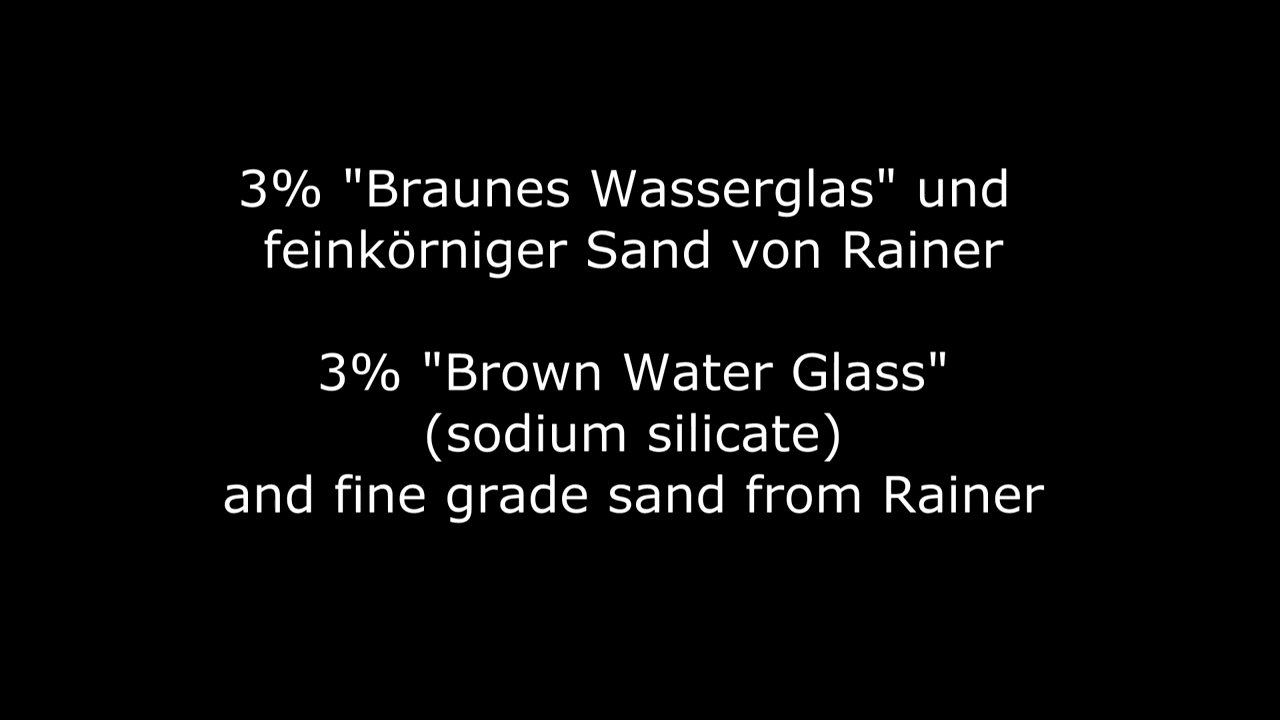 3% "Braunes Wasserglas" und
feinkörniger Sand von Rainer
3% "Brown Water Glass"
(sodium silicate)
and fine grade sand from Rainer